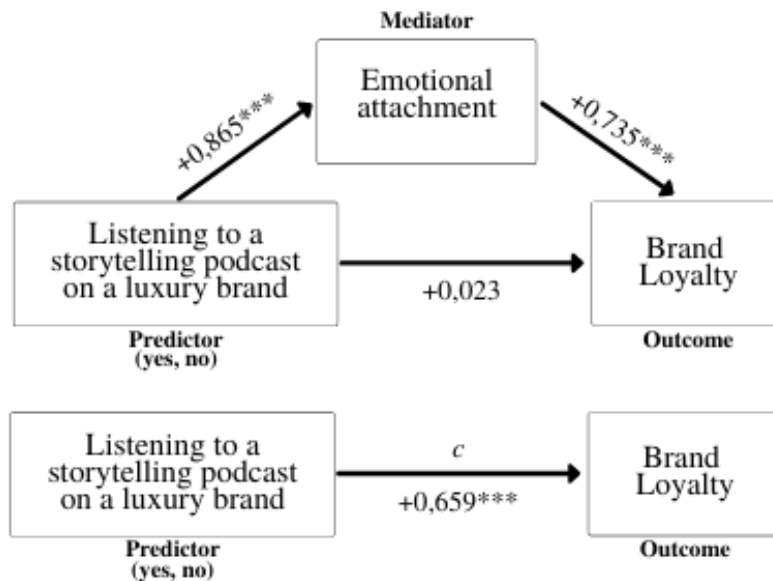 Mediator
Emotional
attachment
+0,865***
+0,735***
Listening to a
storytelling podcast
on a luxury brand
+0,023
Brand
Loyalty
Predictor
(yes, no)
Outcome
Listening to a
storytelling podcast
on a luxury brand
c
+0,659***
Brand
Loyalty
Predictor
(yes, no)
Outcome